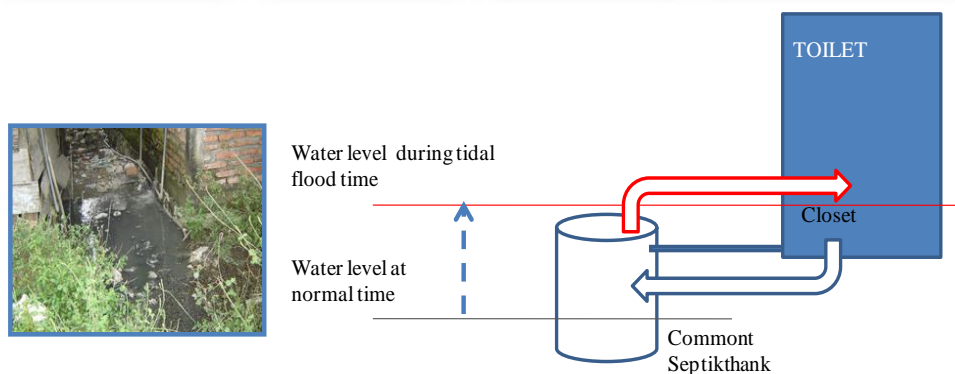 TOILET
Water level during tidal
flood time
Closet
Water level at
normal time
Commont
Septikthank